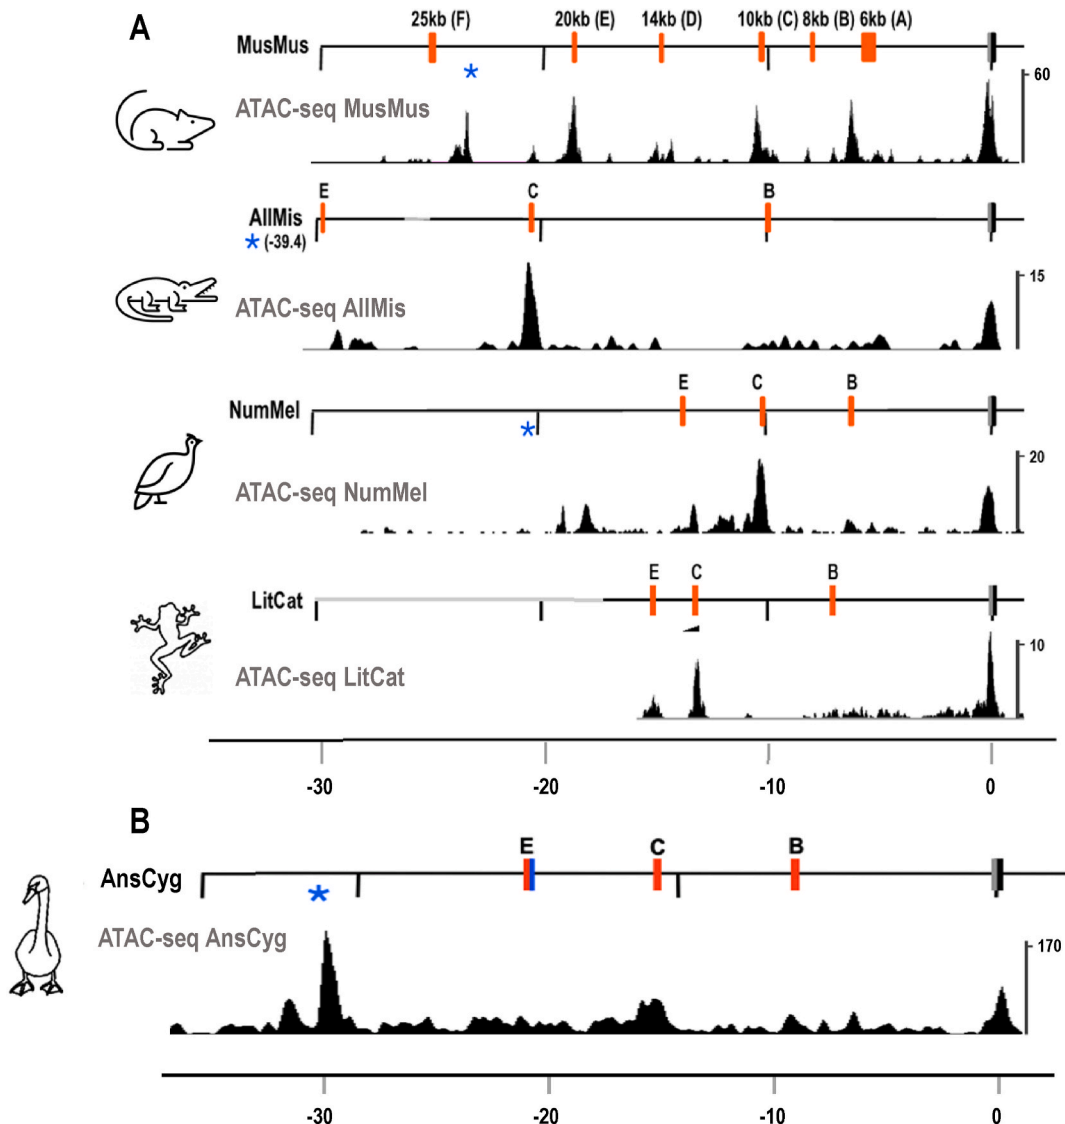 A
25kb (F) 20kb (E) 14kb (D) 10kb (C) 8kb (B) 6kb (A)
MusMus
*
60
ATAC-seq MusMus
E C B
AllMis
* (-39.4)
15
ATAC-seq AllMis
E C B
NumMel
*
20
ATAC-seq NumMel
E C B
LitCat
10
ATAC-seq LitCat
-30 -20 -10 0
B
E C B
AnsCyg
*
ATAC-seq AnsCyg
170
-30 -20 -10 0